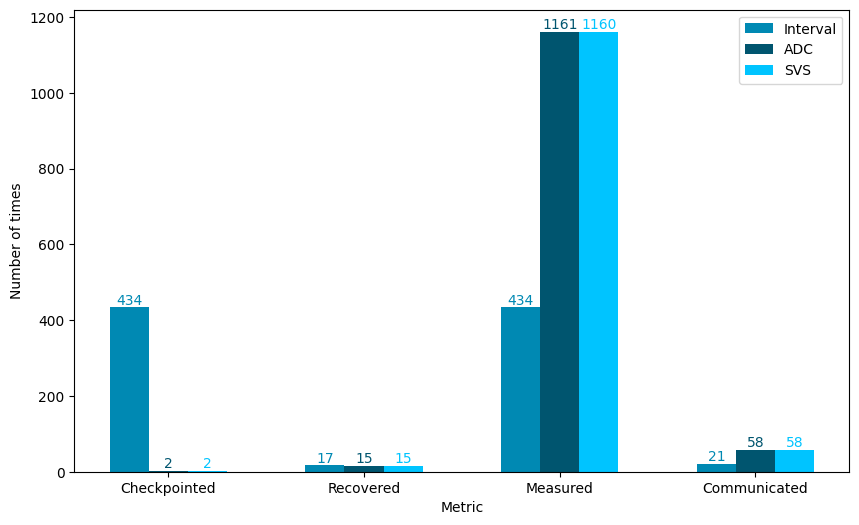 Interval
ADC
SVS
1200
1000
800
600
400
200
0
Number of times
434
2
2
17
15
15
434
1161
1160
21
58
58
Checkpointed
Recovered
Measured
Communicated
Metric